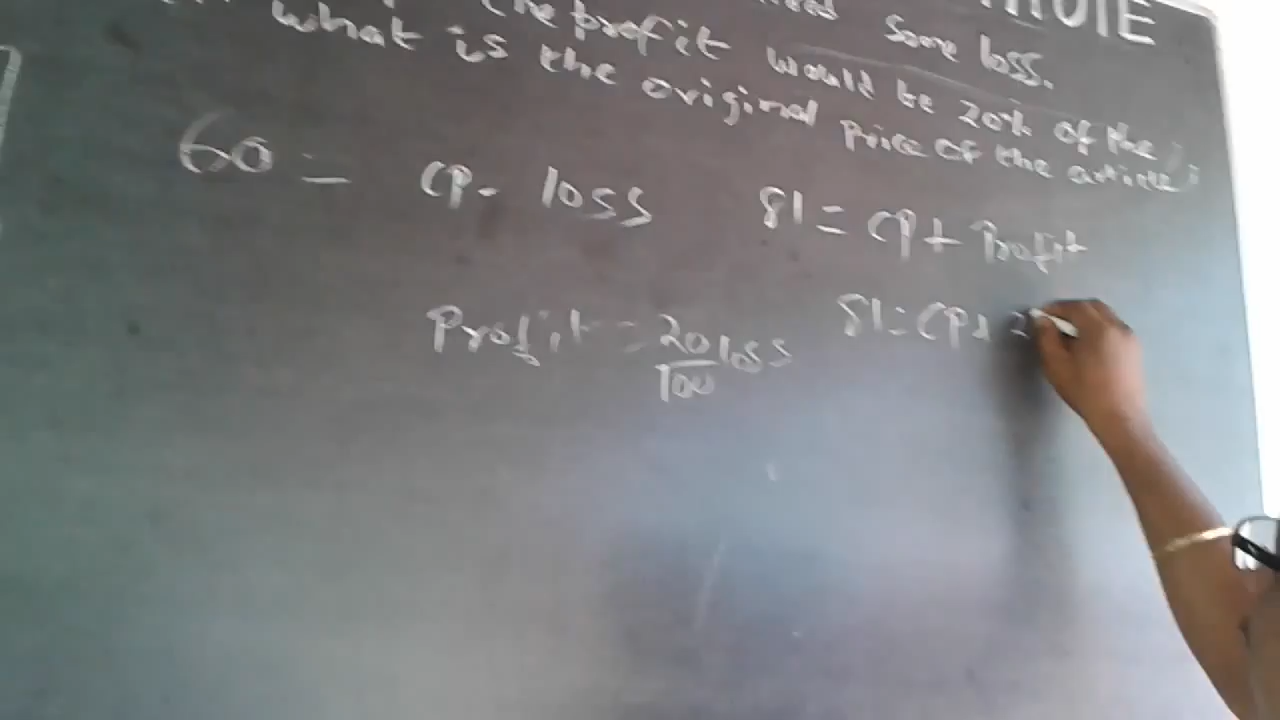 Some loss.
the profit would be 20% of the
what is the original price of the article
60 = CP - loss
81 = CP + Profit
Profit = 20/100 loss
81 = CP +